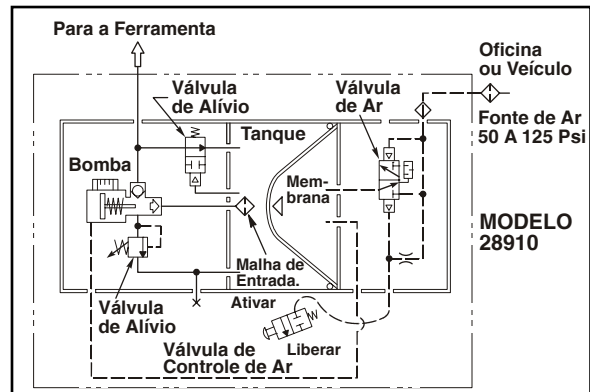 Para a Ferramenta
Oficina
ou Veículo
Fonte de Ar
50 A 125 Psi
Válvula
de Alívio
Tanque
Válvula
de Ar
Bomba
Mem-
brana
MODELO
28910
Malha de
Entrada.
Válvula
de Alívio
Ativar
Liberar
Válvula de
Controle de Ar